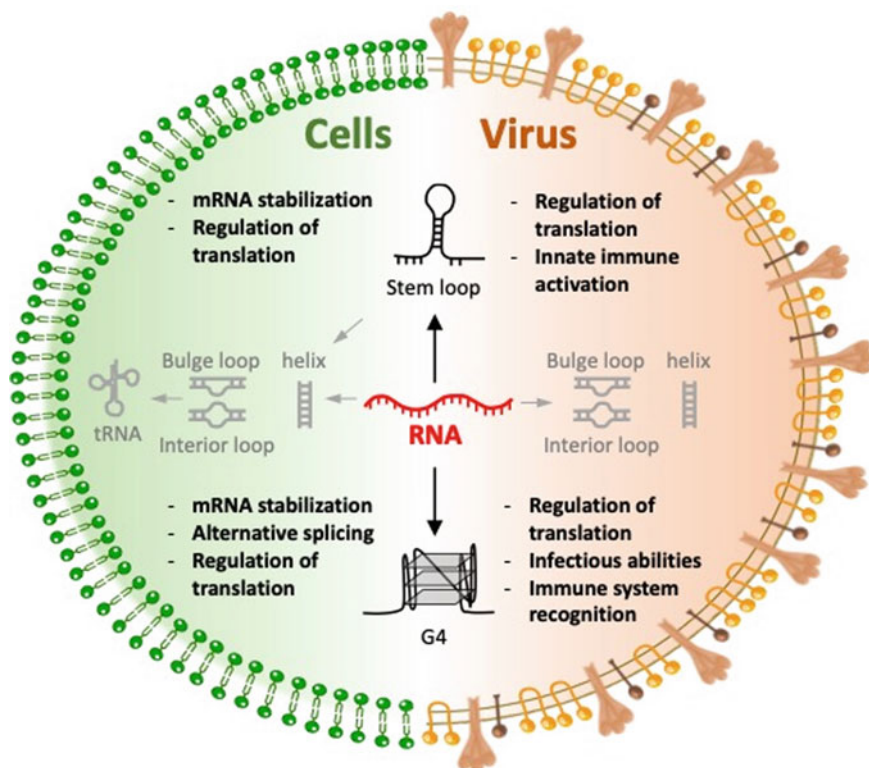 Cells
Virus
- mRNA stabilization
- Regulation of
translation
- Regulation of
translation
- Innate immune
activation
Stem loop
Bulge loop
helix
tRNA
Interior loop
RNA
Bulge loop
helix
Interior loop
- mRNA stabilization
- Alternative splicing
- Regulation of
translation
- Regulation of
translation
- Infectious abilities
- Immune system
recognition
G4